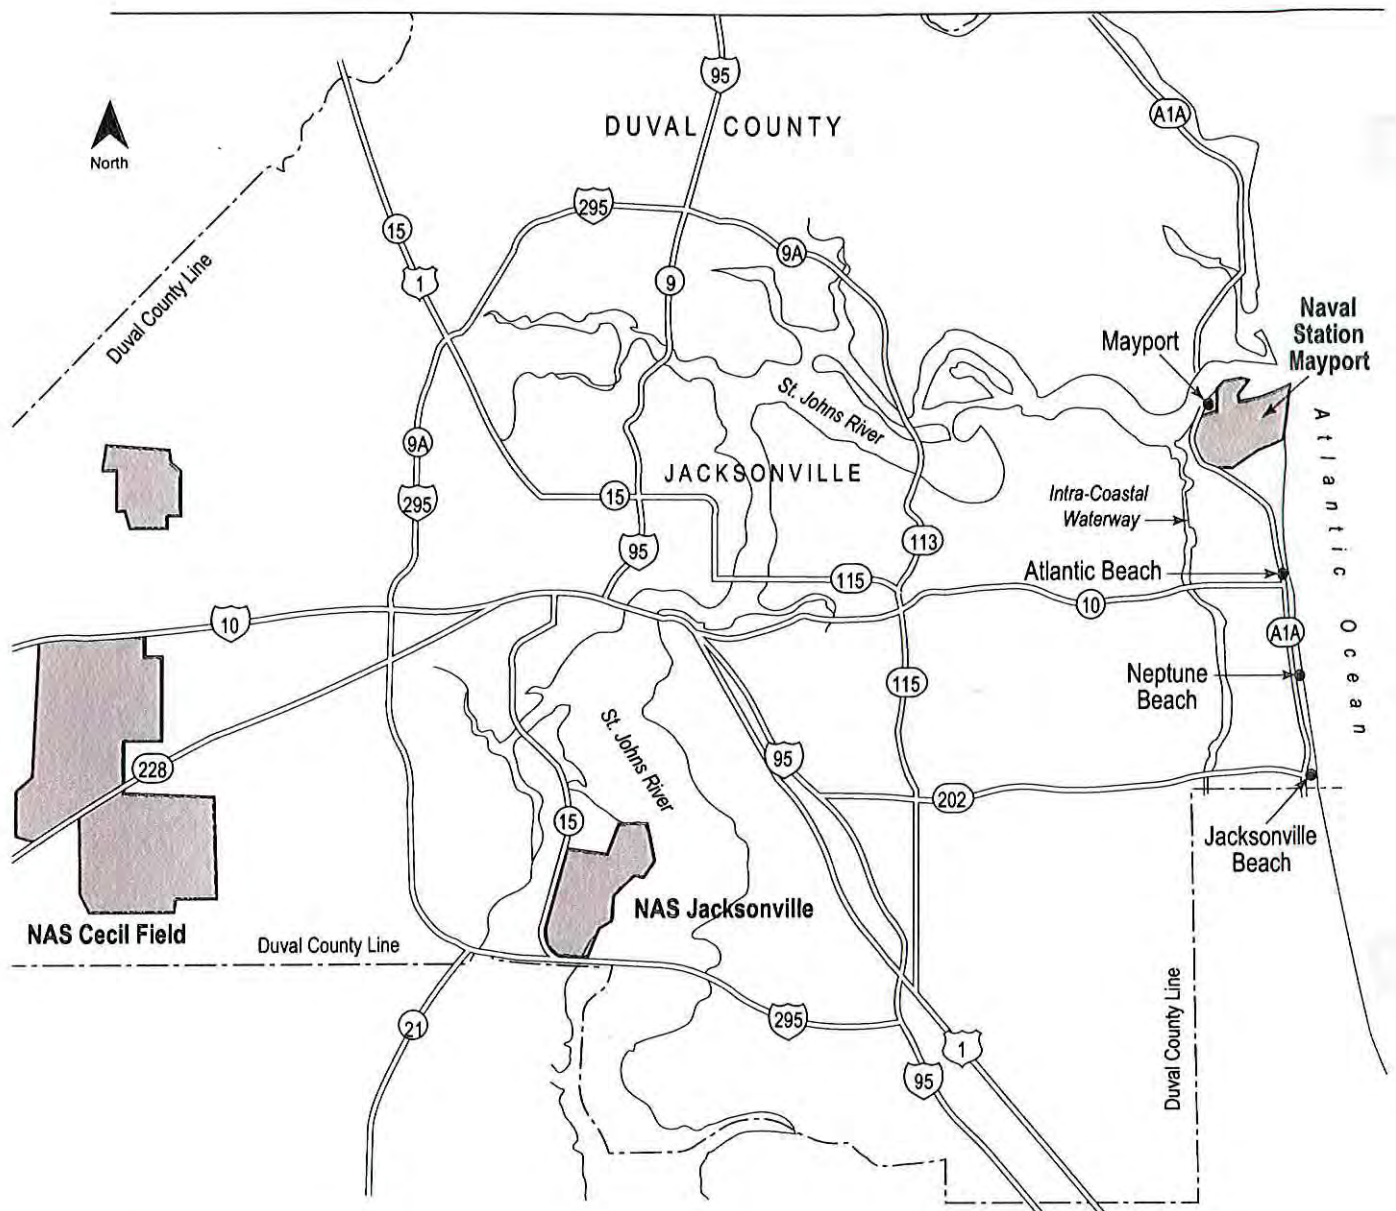 95
DUVAL COUNTY
A1A
North
295
15
9A
Duval County Line
1
9
Naval
Station
Mayport
Mayport
St. Johns River
Atlantic Ocean
9A
JACKSONVILLE
295
15
Intra-Coastal
Waterway
95
113
Atlantic Beach
115
10
10
A1A
Neptune
Beach
115
St. Johns River
95
228
202
15
Jacksonville
Beach
NAS Jacksonville
NAS Cecil Field
Duval County Line
Duval County Line
21
295
1
95